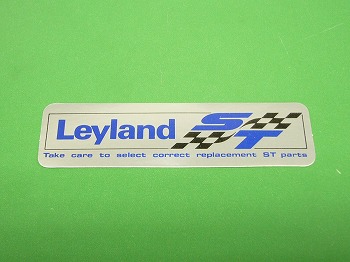 Leyland ST
Take care to select correct replacement ST parts